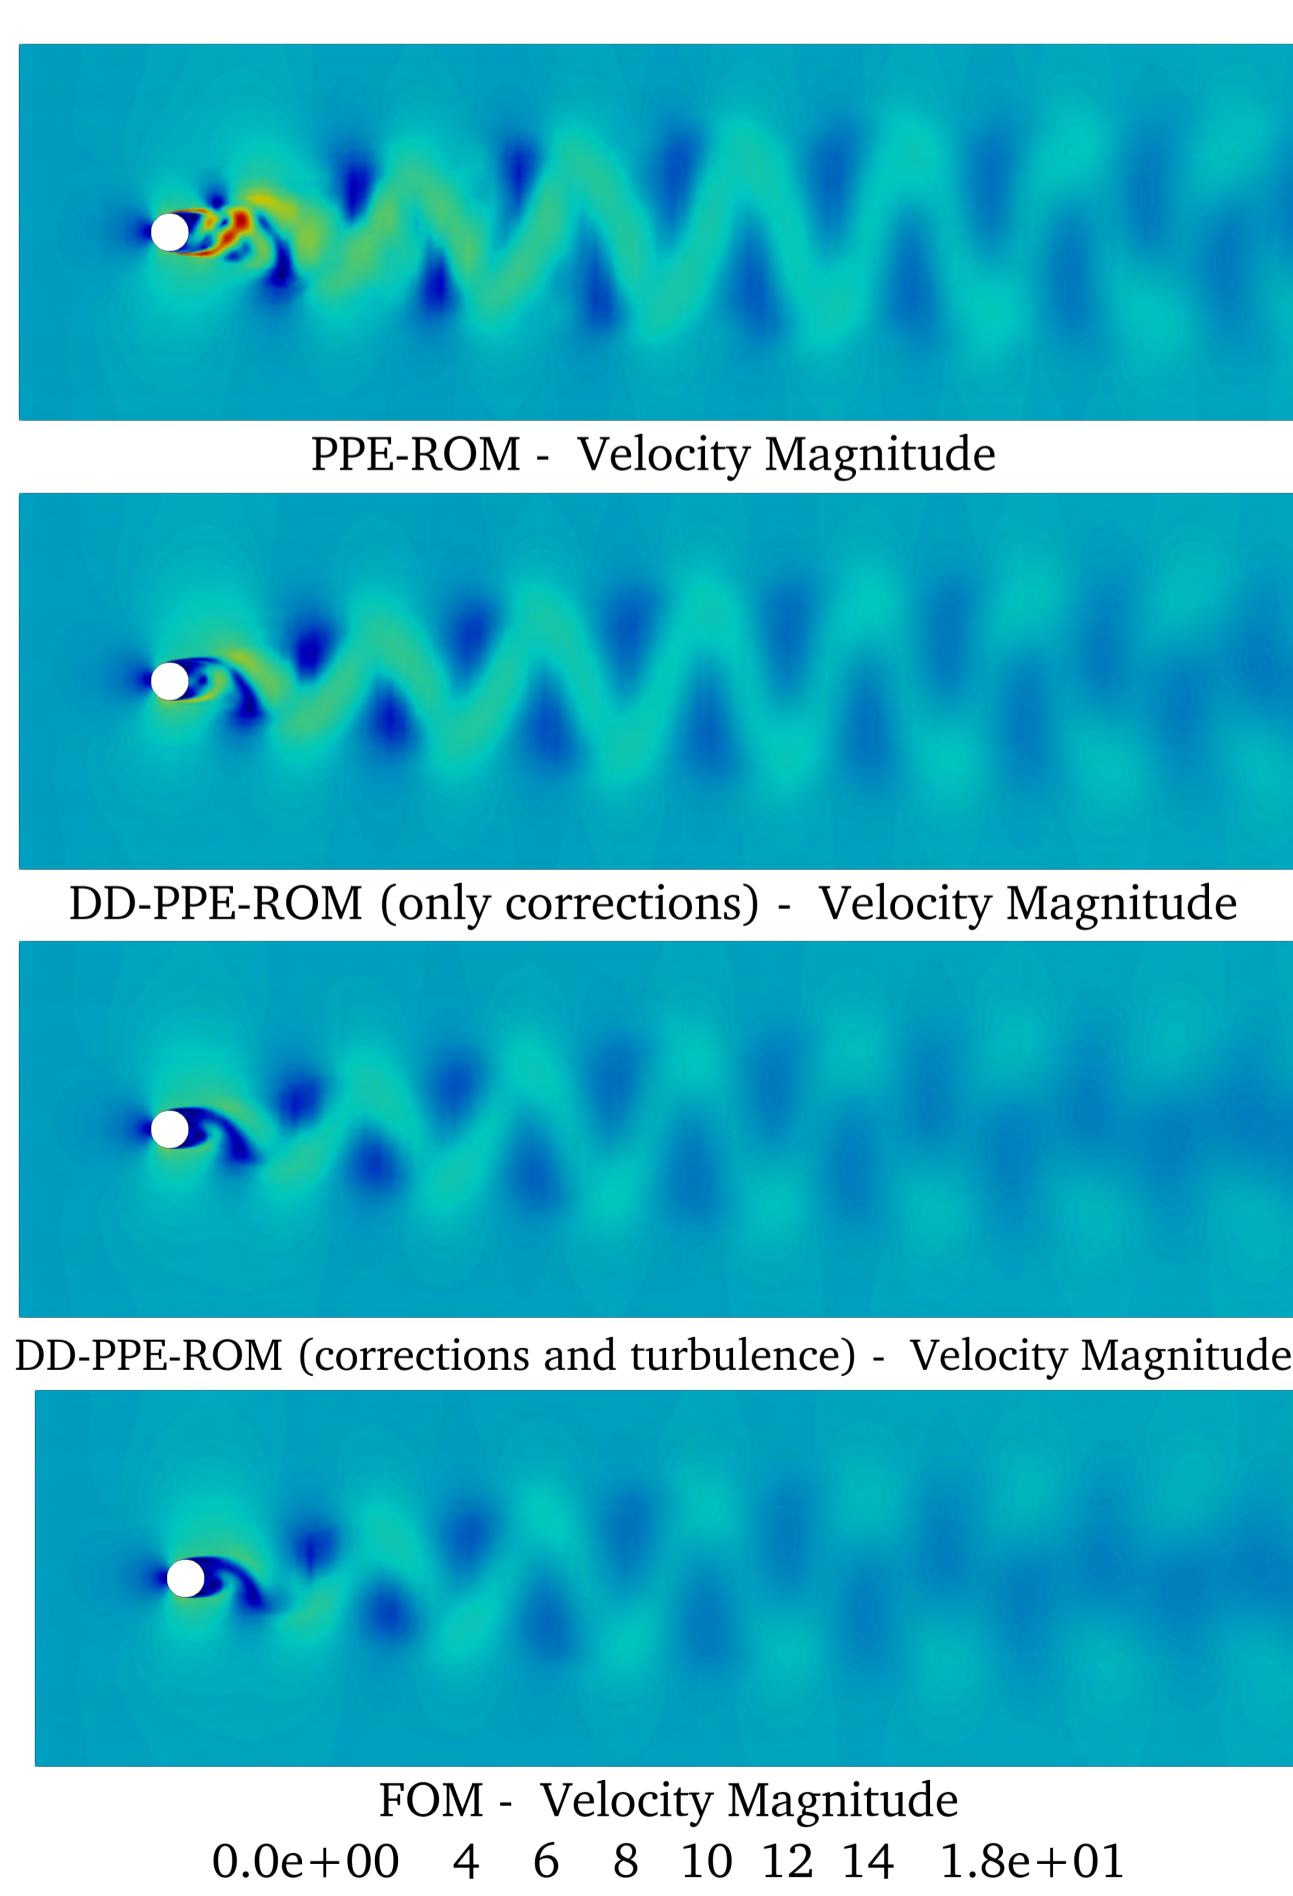 PPE-ROM - Velocity Magnitude
DD-PPE-ROM (only corrections) - Velocity Magnitude
DD-PPE-ROM (corrections and turbulence) - Velocity Magnitude
FOM - Velocity Magnitude
0.0e+00 4 6 8 10 12 14 1.8e+01